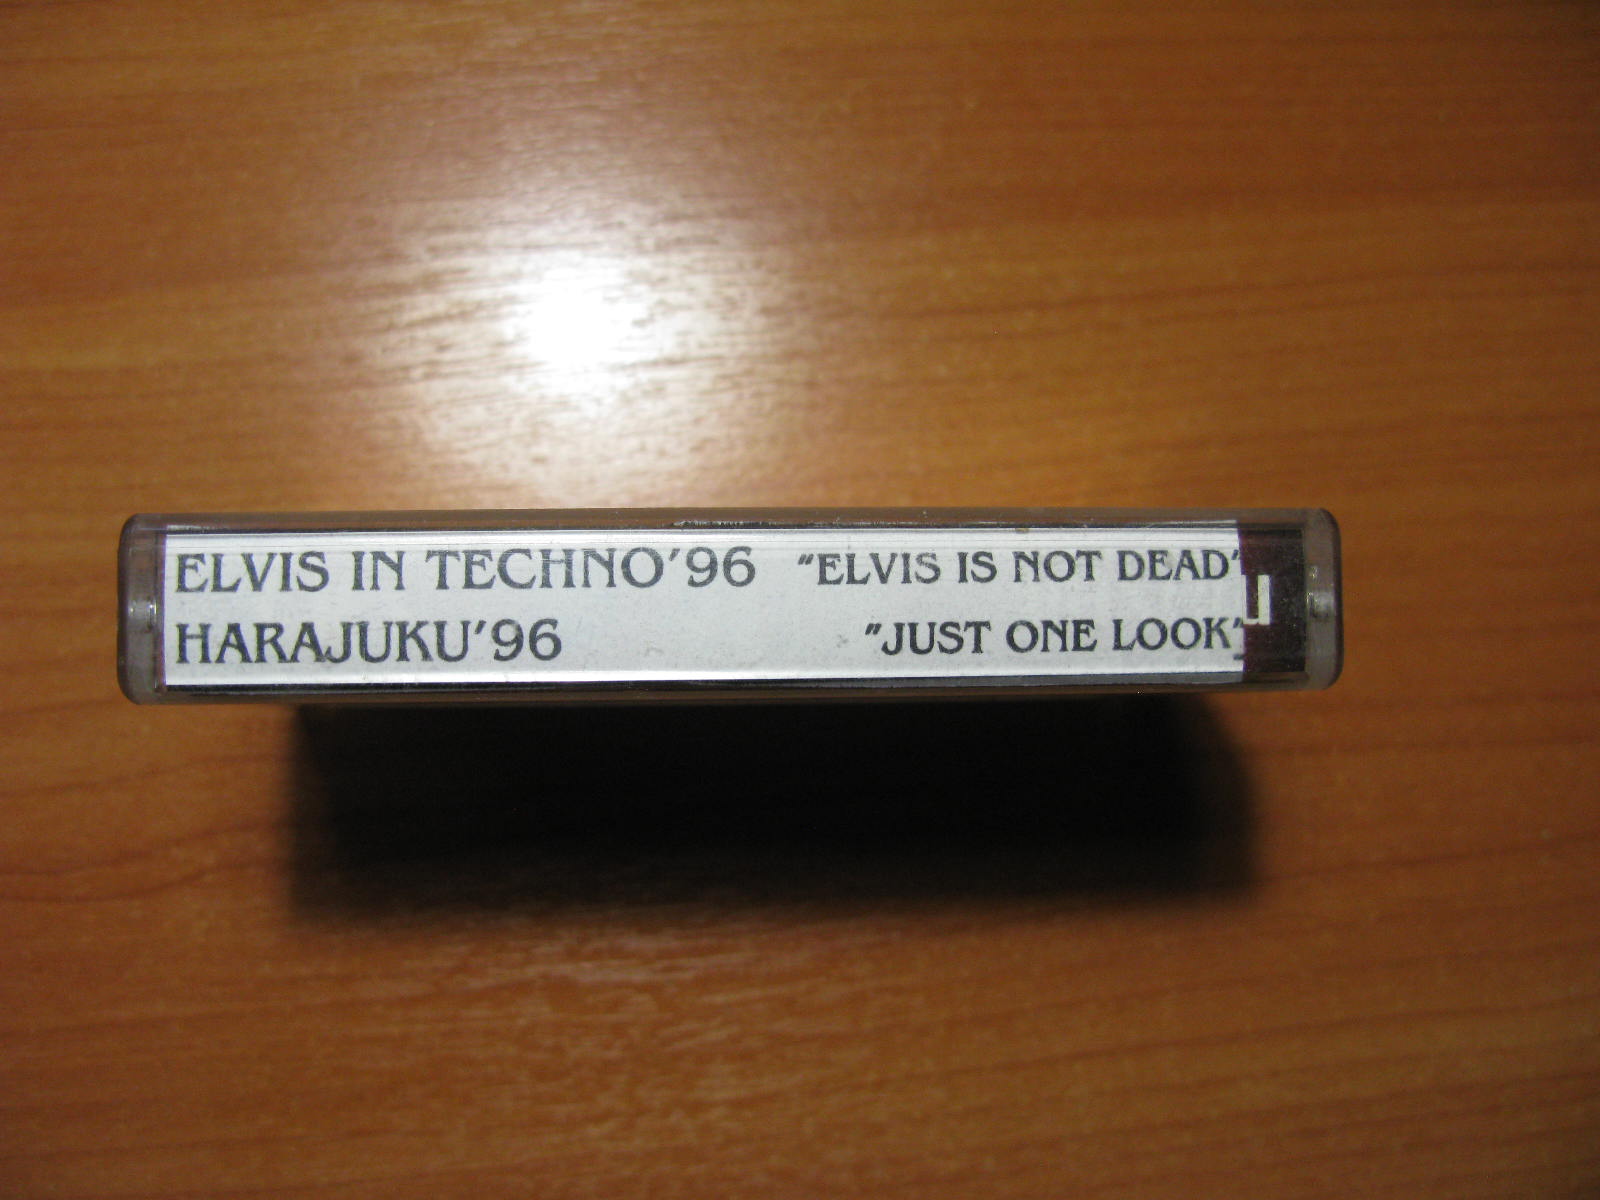 ELVIS IN TECHNO'96 "ELVIS IS NOT DEAD"
HARAJUKU'96 "JUST ONE LOOK"